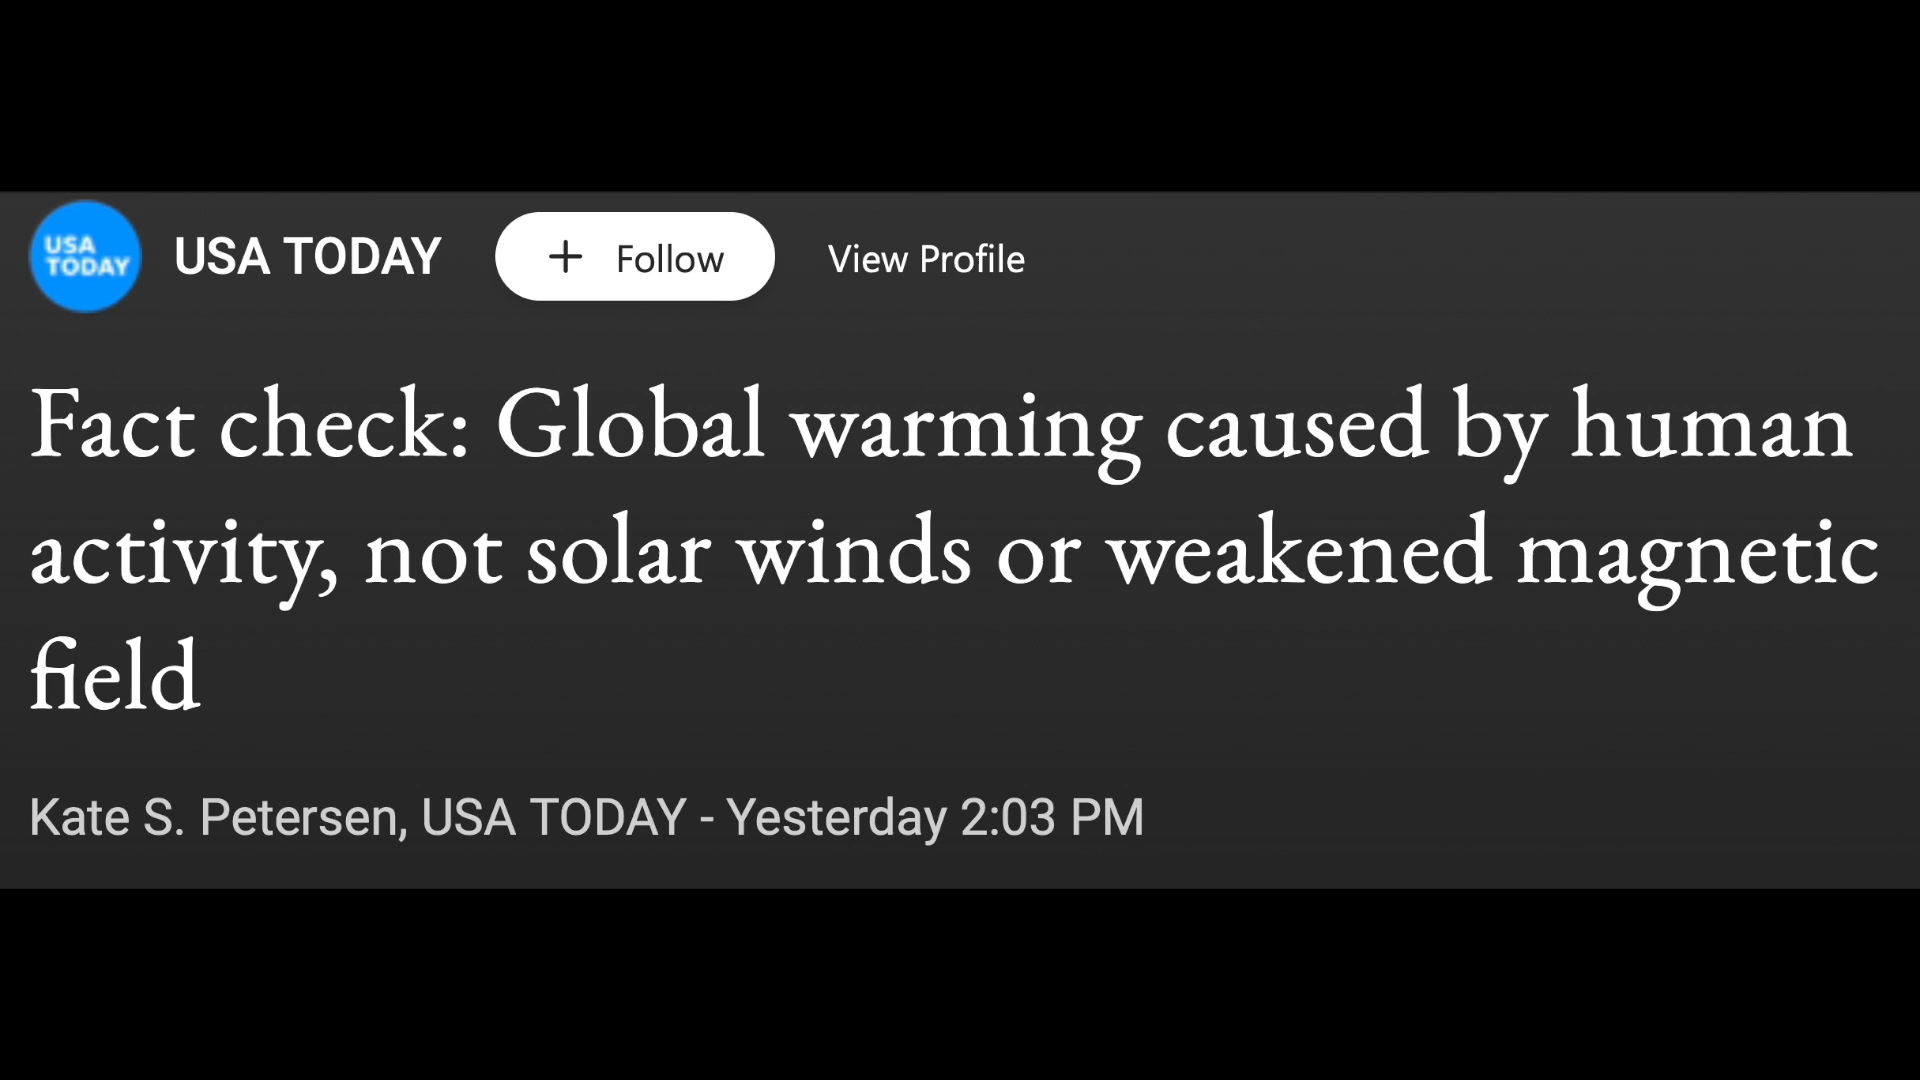 USA
TODAY
USA TODAY + Follow View Profile
Fact check: Global warming caused by human
activity, not solar winds or weakened magnetic
field
Kate S. Petersen, USA TODAY - Yesterday 2:03 PM